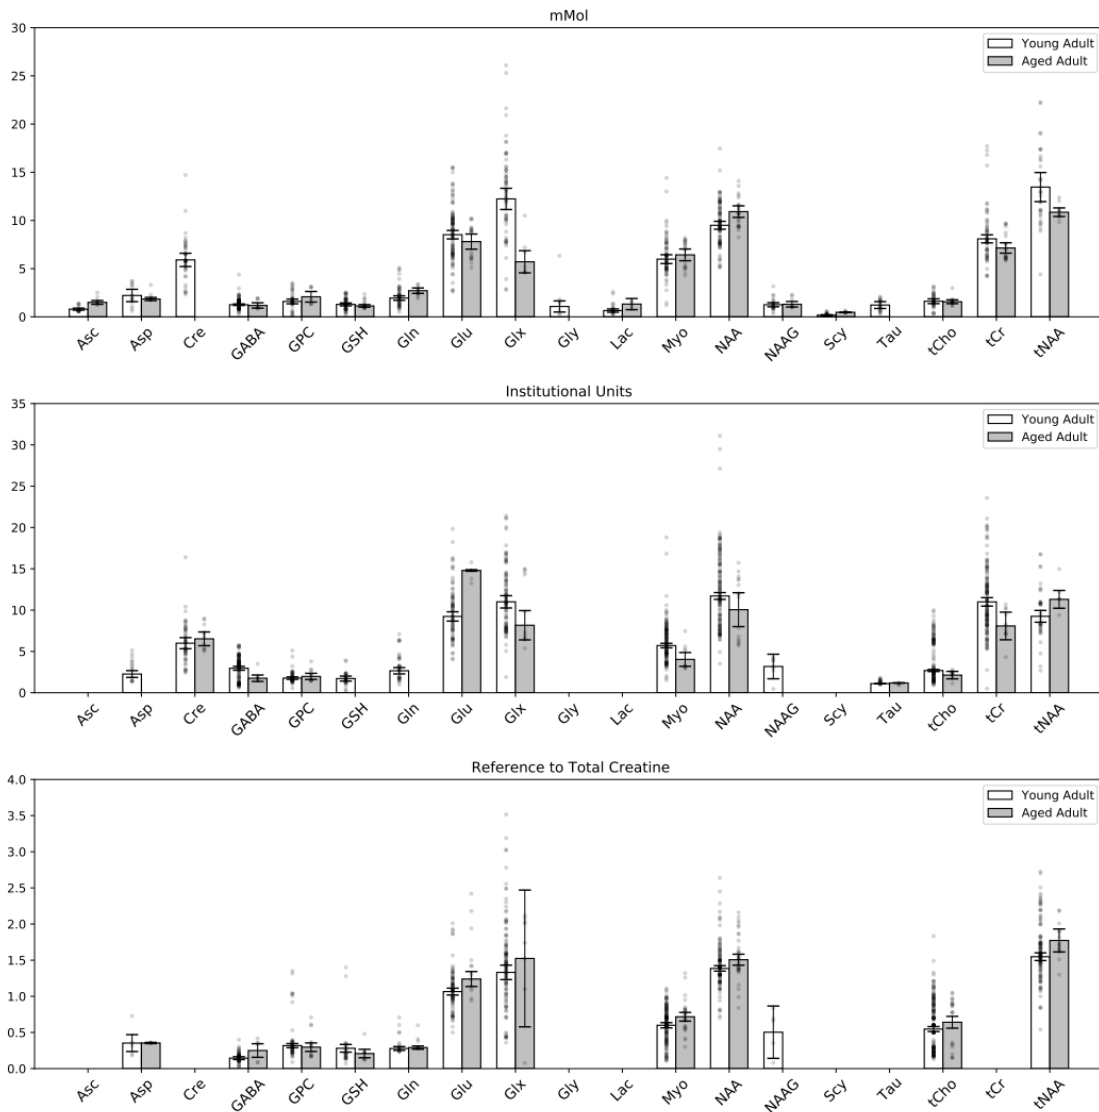 mMol
30
25
20
15
10
5
0
Young Adult
Aged Adult
Asc Asp Cre GABA GPC GSH Gln Glu Glx Gly Lac Myo NAA NAAG Scy Tau tCho tCr tNAA
Institutional Units
35
30
25
20
15
10
5
0
Young Adult
Aged Adult
Asc Asp Cre GABA GPC GSH Gln Glu Glx Gly Lac Myo NAA NAAG Scy Tau tCho tCr tNAA
Reference to Total Creatine
4.0
3.5
3.0
2.5
2.0
1.5
1.0
0.5
0.0
Young Adult
Aged Adult
Asc Asp Cre GABA GPC GSH Gln Glu Glx Gly Lac Myo NAA NAAG Scy Tau tCho tCr tNAA